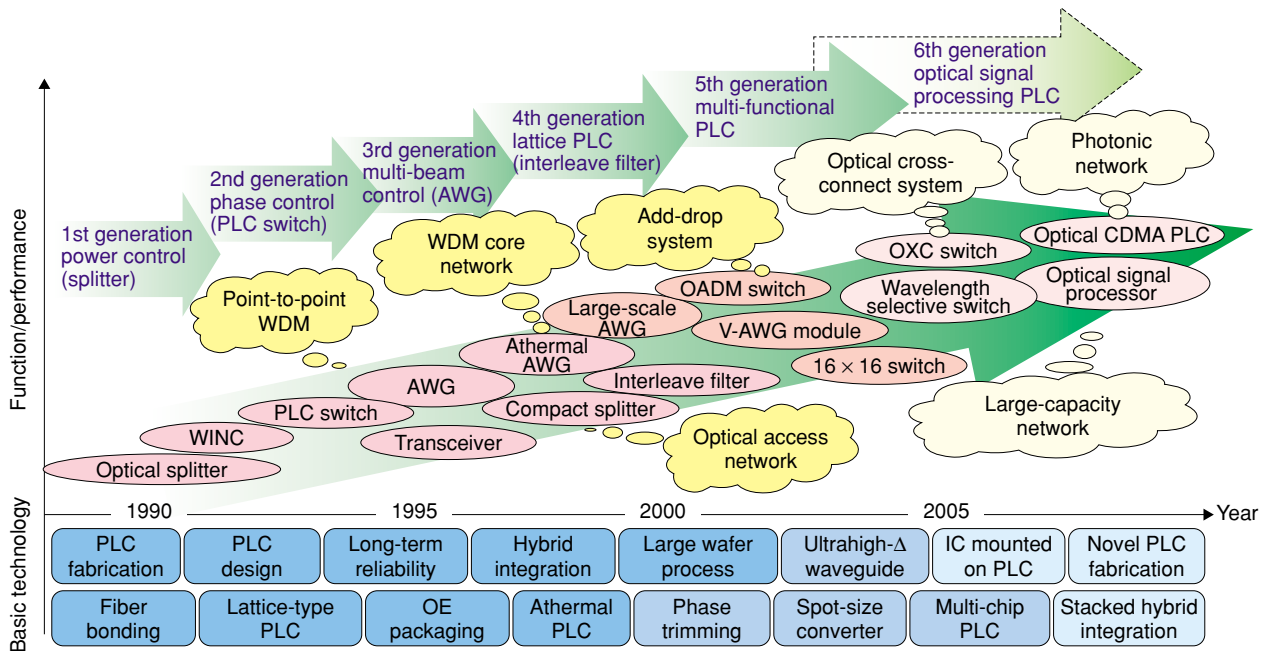 6th generation
optical signal
processing PLC
5th generation
multi-functional
PLC
4th generation
lattice PLC
(interleave filter)
3rd generation
multi-beam
control (AWG)
2nd generation
phase control
(PLC switch)
1st generation
power control
(splitter)
Function/performance
Photonic
network
Optical cross-
connect system
Add-drop
system
WDM core
network
Point-to-point
WDM
Optical CDMA PLC
OXC switch
Optical signal
processor
Wavelength
selective switch
OADM switch
Large-scale
AWG
V-AWG module
Athermal
AWG
16 × 16 switch
Interleave filter
AWG
Compact splitter
PLC switch
Large-capacity
network
WINC
Transceiver
Optical access
network
Optical splitter
1990
1995
2000
2005
Year
Basic technology
PLC
fabrication
PLC
design
Long-term
reliability
Hybrid
integration
Large wafer
process
Ultrahigh-Δ
waveguide
IC mounted
on PLC
Novel PLC
fabrication
Fiber
bonding
Lattice-type
PLC
OE
packaging
Athermal
PLC
Phase
trimming
Spot-size
converter
Multi-chip
PLC
Stacked hybrid
integration